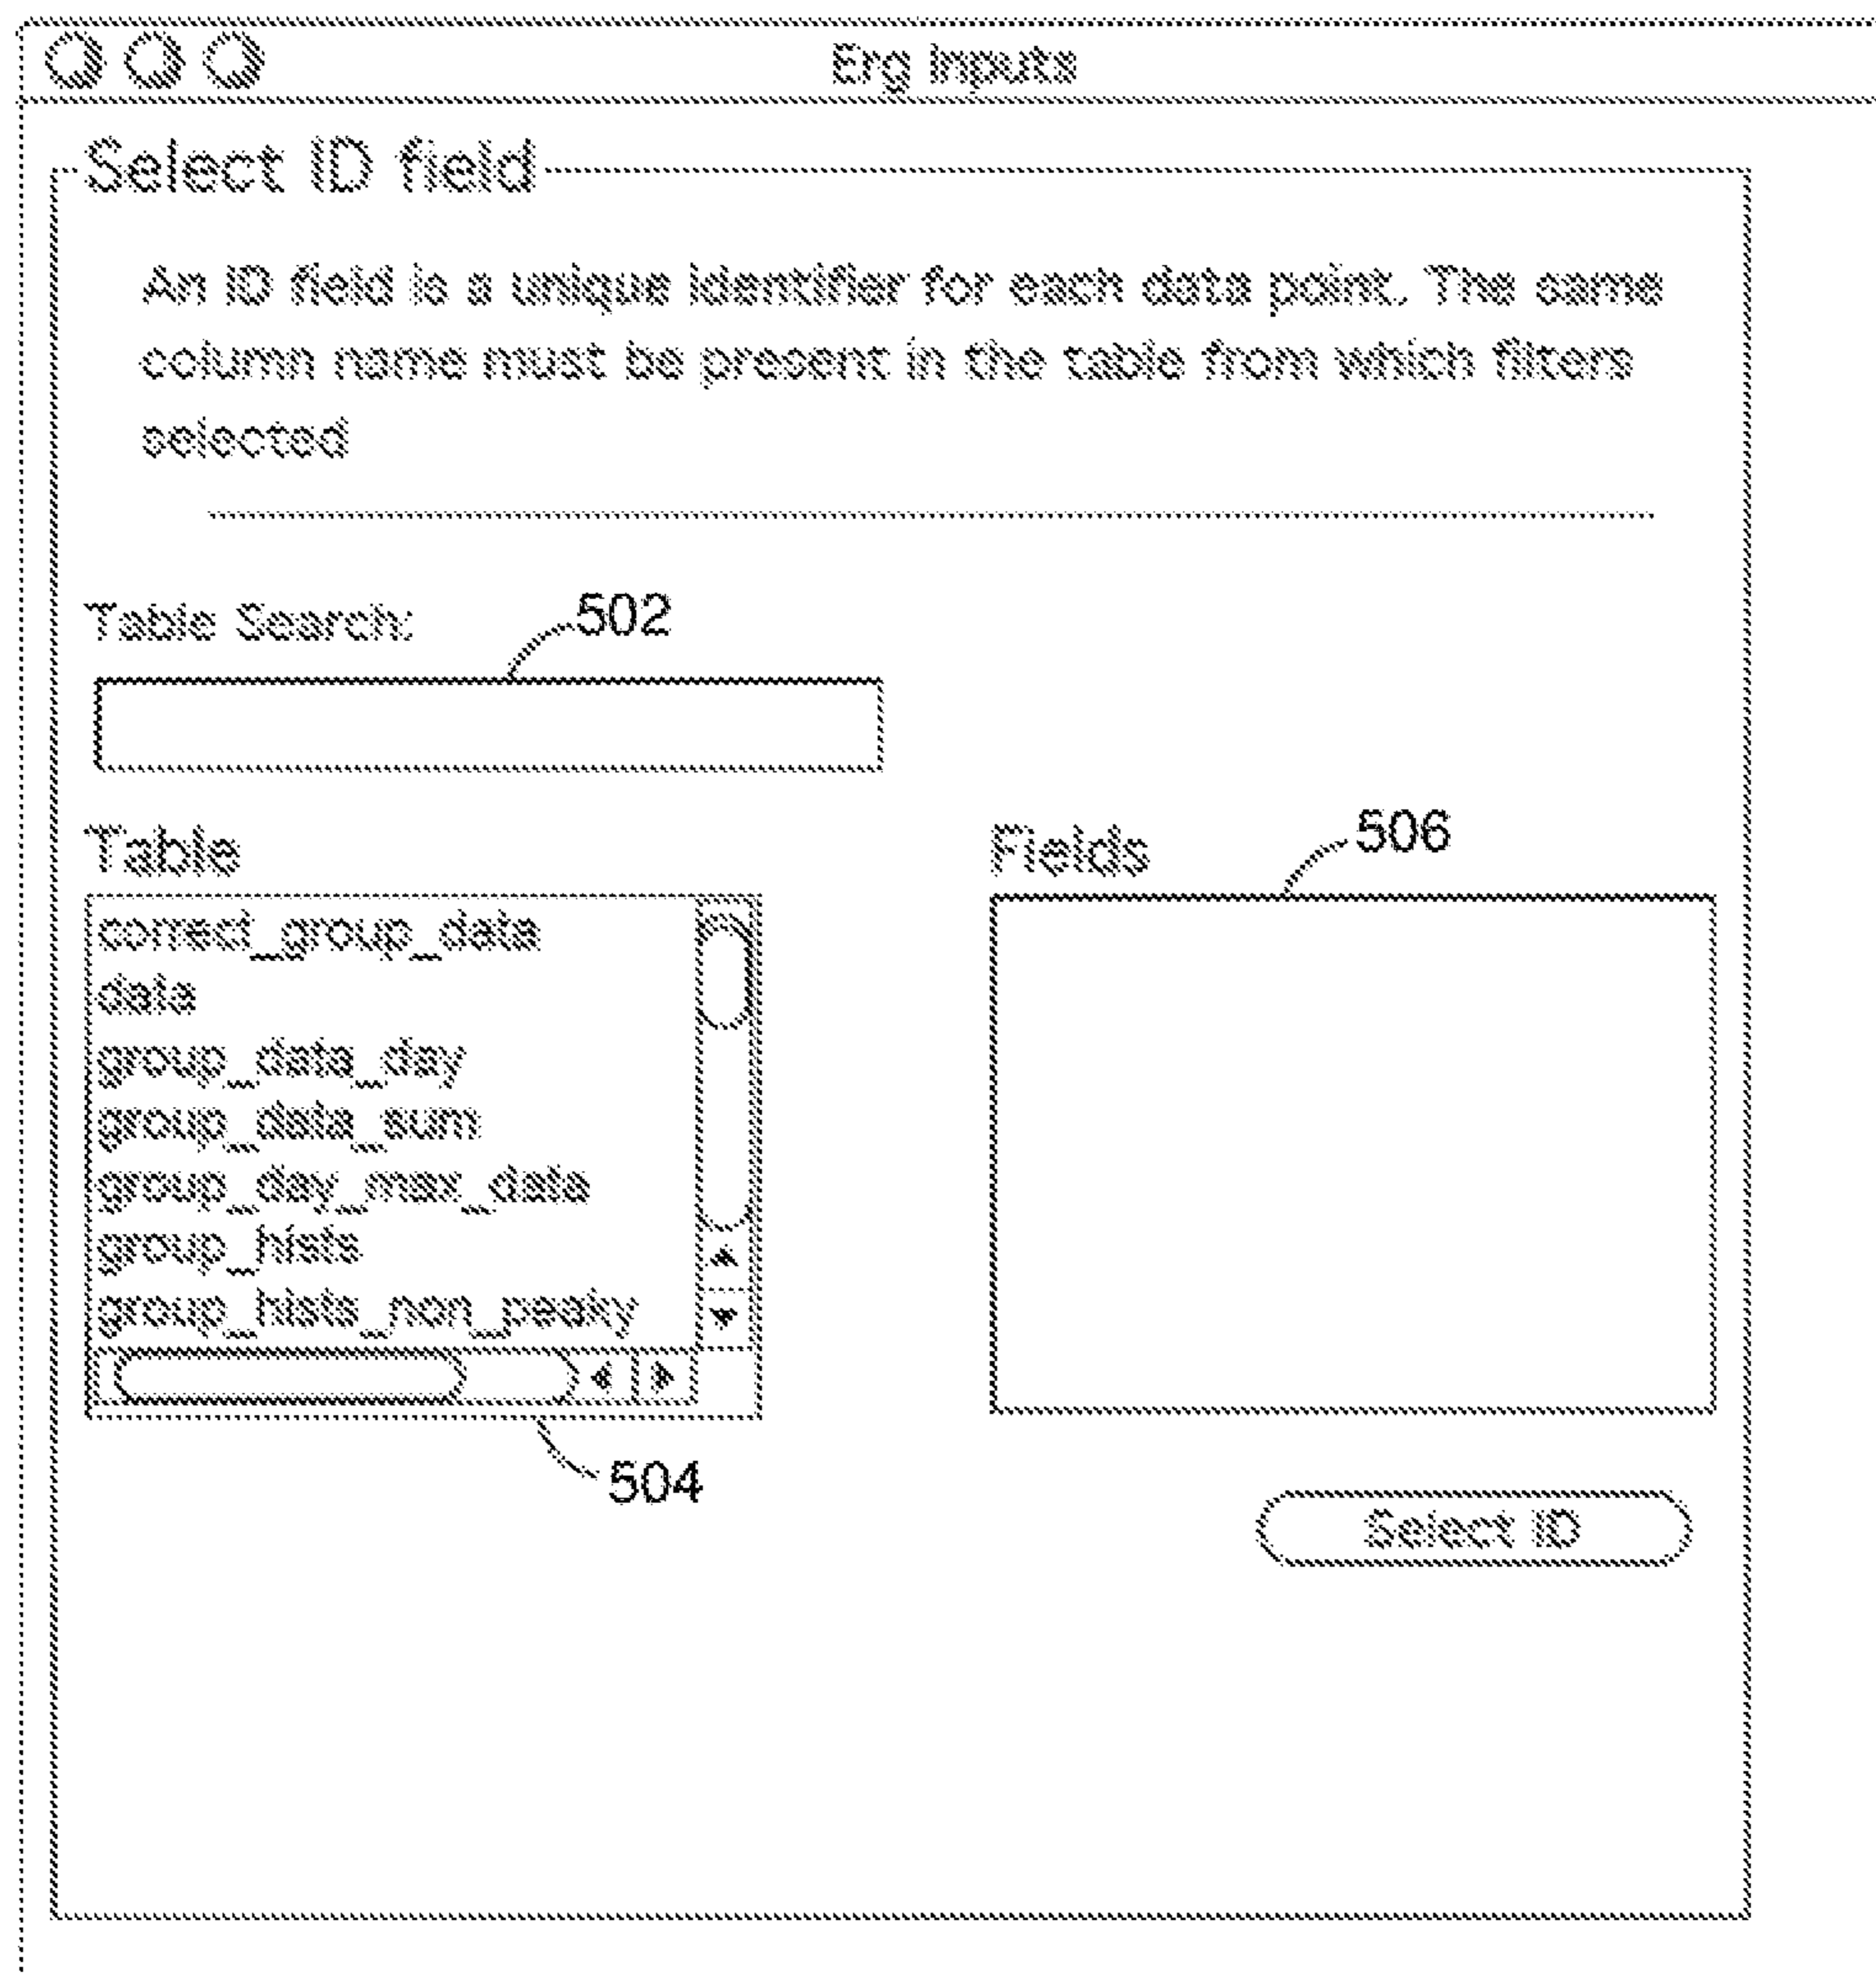 Erg Inputs
Select ID field
An ID field is a unique identifier for each data point. The same
column name must be present in the table from which filters
selected
Table Search:
502
Table
Fields
506
correct_group_data
data
group_data_day
group_data_sum
group_day_max_data
group_hists
group_hists_non_peaky
504
Select ID